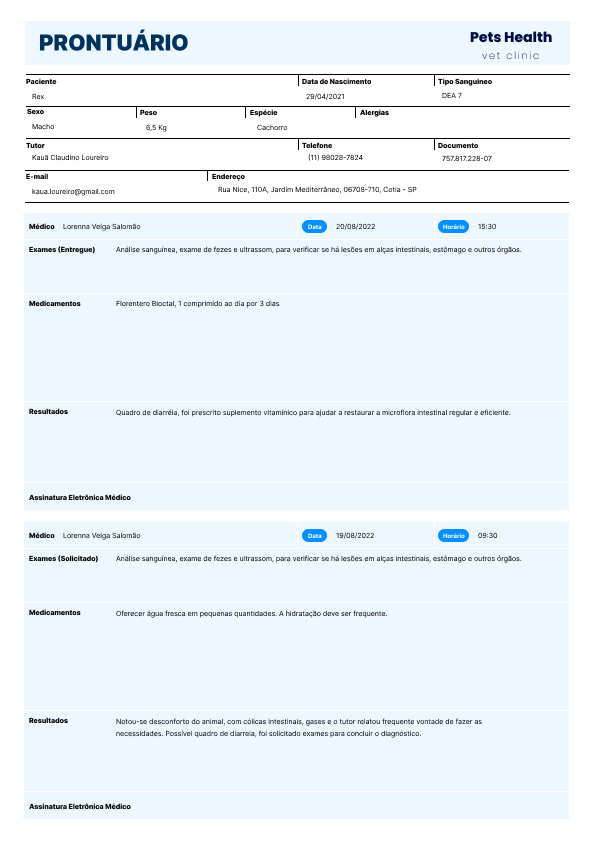 PRONTUÁRIO
Pets Health
vet clinic
Paciente
Data de Nascimento
Tipo Sanguineo
Rex
29/04/2021
DEA 7
Sexo
Peso
Espécie
Alergias
Macho
6,5 Kg
Cachorro
Tutor
Telefone
Documento
Kauã Claudino Loureiro
(11) 98028-7824
757.817.228-07
E-mail
Endereço
kaua.loureiro@gmail.com
Rua Nice, 110A, Jardim Mediterrâneo, 06708-710, Cotia - SP
Médico Lorenna Veiga Salomão Data 20/08/2022 Horário 15:30
Exames (Entregue) Análise sanguínea, exame de fezes e ultrassom, para verificar se há lesões em alças intestinais, estômago e outros órgãos.
Medicamentos Florentero Bioctal, 1 comprimido ao dia por 3 dias
Resultados Quadro de diarréia, foi prescrito suplemento vitamínico para ajudar a restaurar a microflora intestinal regular e eficiente.
Assinatura Eletrônica Médico
Médico Lorenna Veiga Salomão Data 19/08/2022 Horário 09:30
Exames (Solicitado) Análise sanguínea, exame de fezes e ultrassom, para verificar se há lesões em alças intestinais, estômago e outros órgãos.
Medicamentos Oferecer água fresca em pequenas quantidades. A hidratação deve ser frequente.
Resultados Notou-se desconforto do animal, com cólicas intestinais, gases e o tutor relatou frequente vontade de fazer as
necessidades. Possível quadro de diarreia, foi solicitado exames para concluir o diagnóstico.
Assinatura Eletrônica Médico